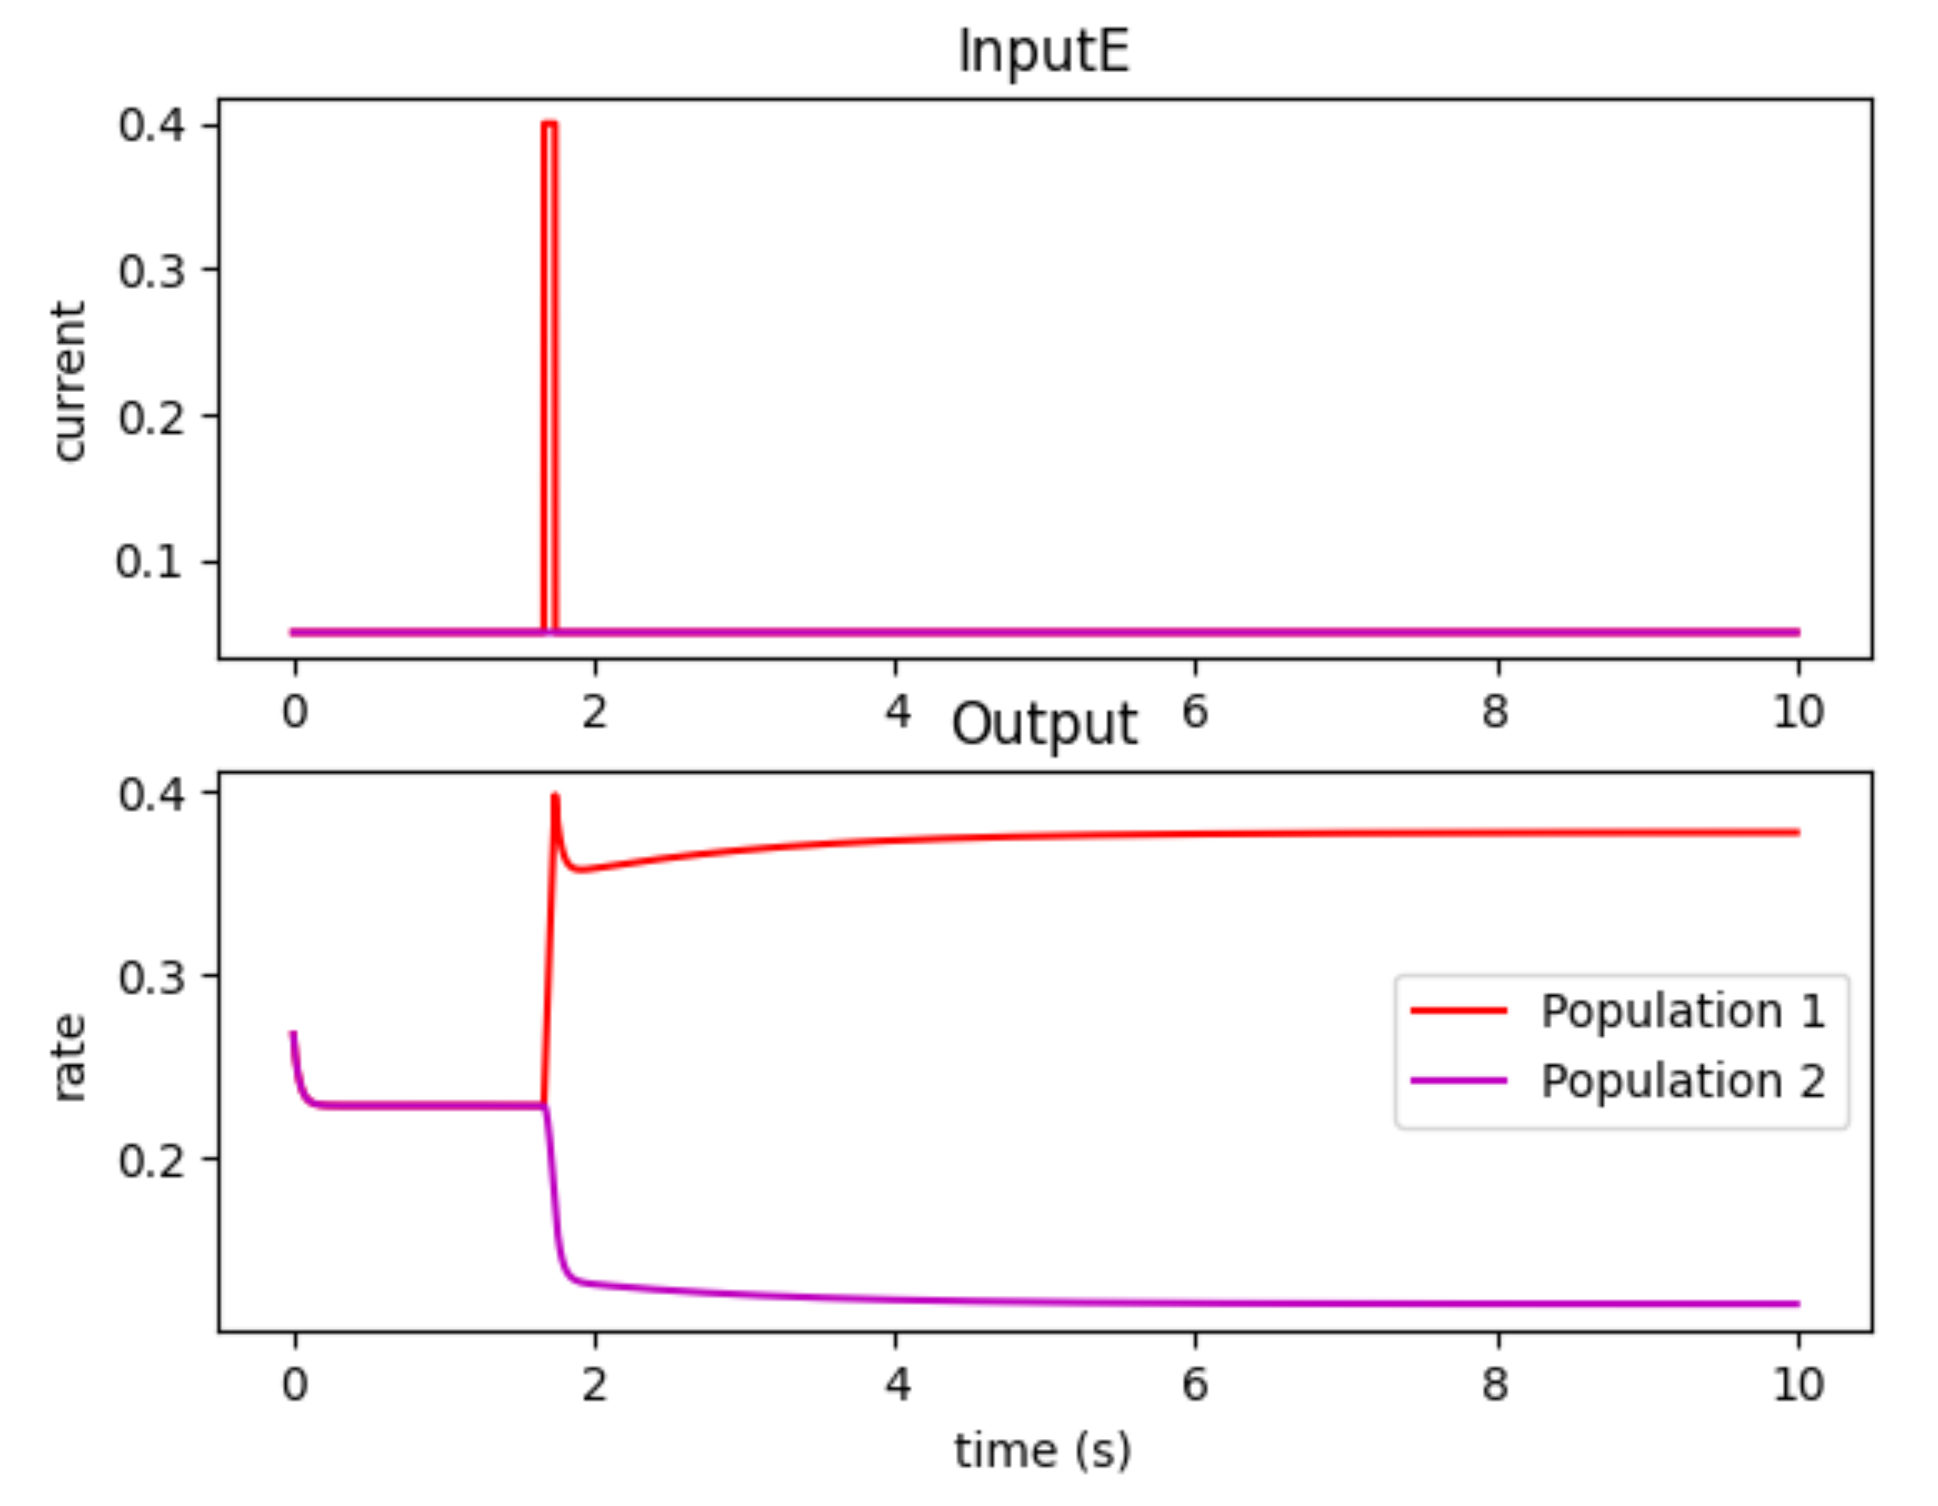 InputE
0.4
0.3
0.2
0.1
current
0 2 4 6 8 10
Output
0.4
0.3
0.2
rate
Population 1
Population 2
0 2 4 6 8 10
time (s)